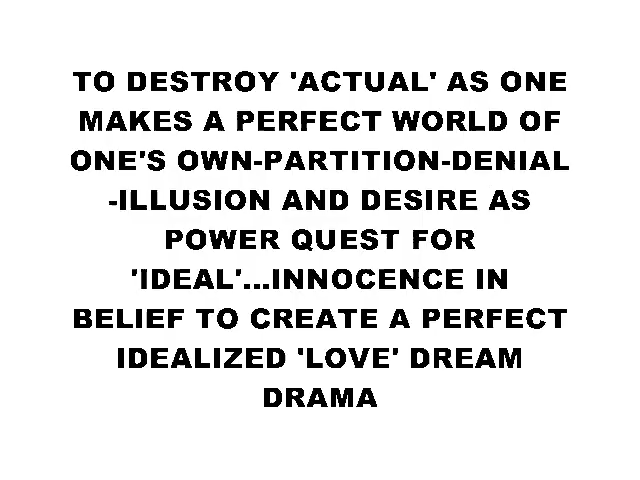 TO DESTROY 'ACTUAL' AS ONE
MAKES A PERFECT WORLD OF
ONE'S OWN-PARTITION-DENIAL
-ILLUSION AND DESIRE AS
POWER QUEST FOR
'IDEAL'...INNOCENCE IN
BELIEF TO CREATE A PERFECT
IDEALIZED 'LOVE' DREAM
DRAMA